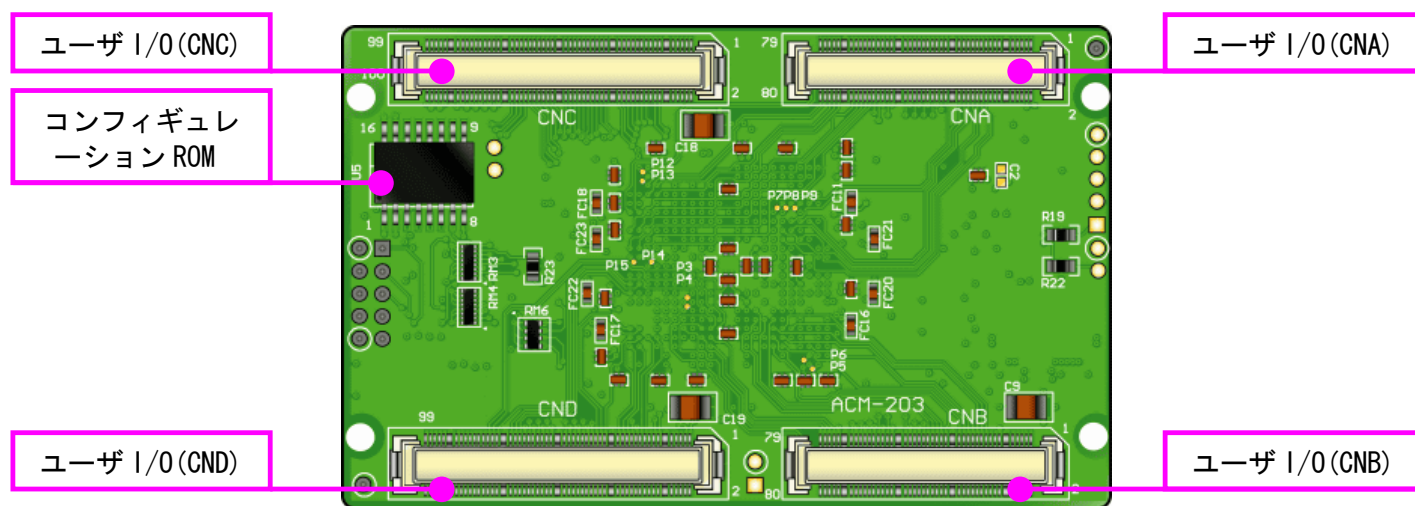 ユーザ I/O(CNC)
ユーザ I/O(CNA)
コンフィギュレ
ーション ROM
99
1
79
1
100
2
80
2
CNC
CNA
16
9
C18
U5
P12
P13
C2
FC18
P7P8P9
FC11
1
8
FC23
FC21
R19
P15
P14
P3
P4
RM3
R23
R22
RM4
FC22
FC20
RM6
FC17
FC16
P6
P5
99
CND
C19
ACM-203
C9
CNB
1
79
1
2
80
2
ユーザ I/O(CND)
ユーザ I/O(CNB)